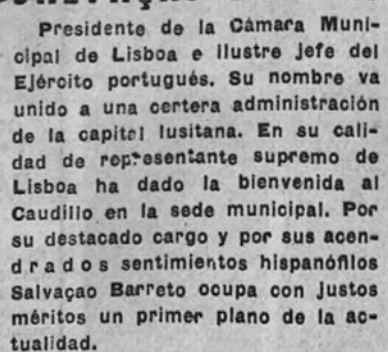 Presidente de la Cámara Muni-
cipal de Lisboa e ilustre jefe del
Ejército portugués. Su nombre va
unido a una certera administración
de la capital lusitana. En su cali-
dad de representante supremo de
Lisboa ha dado la bienvenida al
Caudillo en la sede municipal. Por
su destacado cargo y por sus acen-
drados sentimientos hispanófilos
Salvaçao Barreto ocupa con justos
méritos un primer plano de la ac-
tualidad.